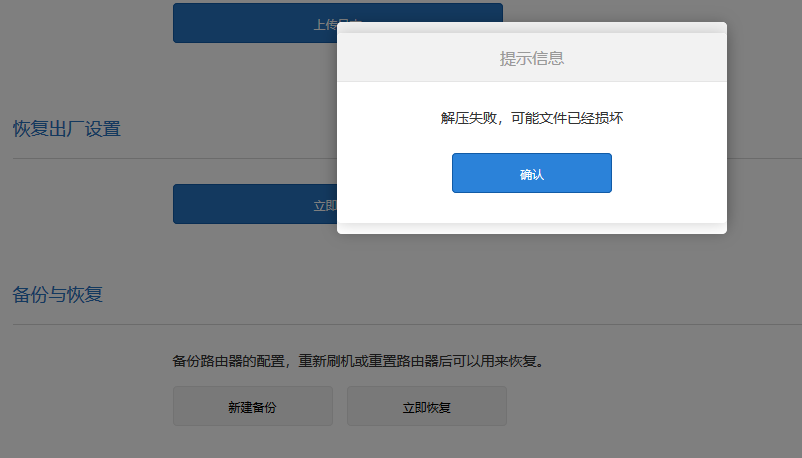 上传
提示信息
解压失败，可能文件已经损坏
确认
恢复出厂设置
立即
备份与恢复
备份路由器的配置，重新刷机或重置路由器后可以用来恢复。
新建备份
立即恢复